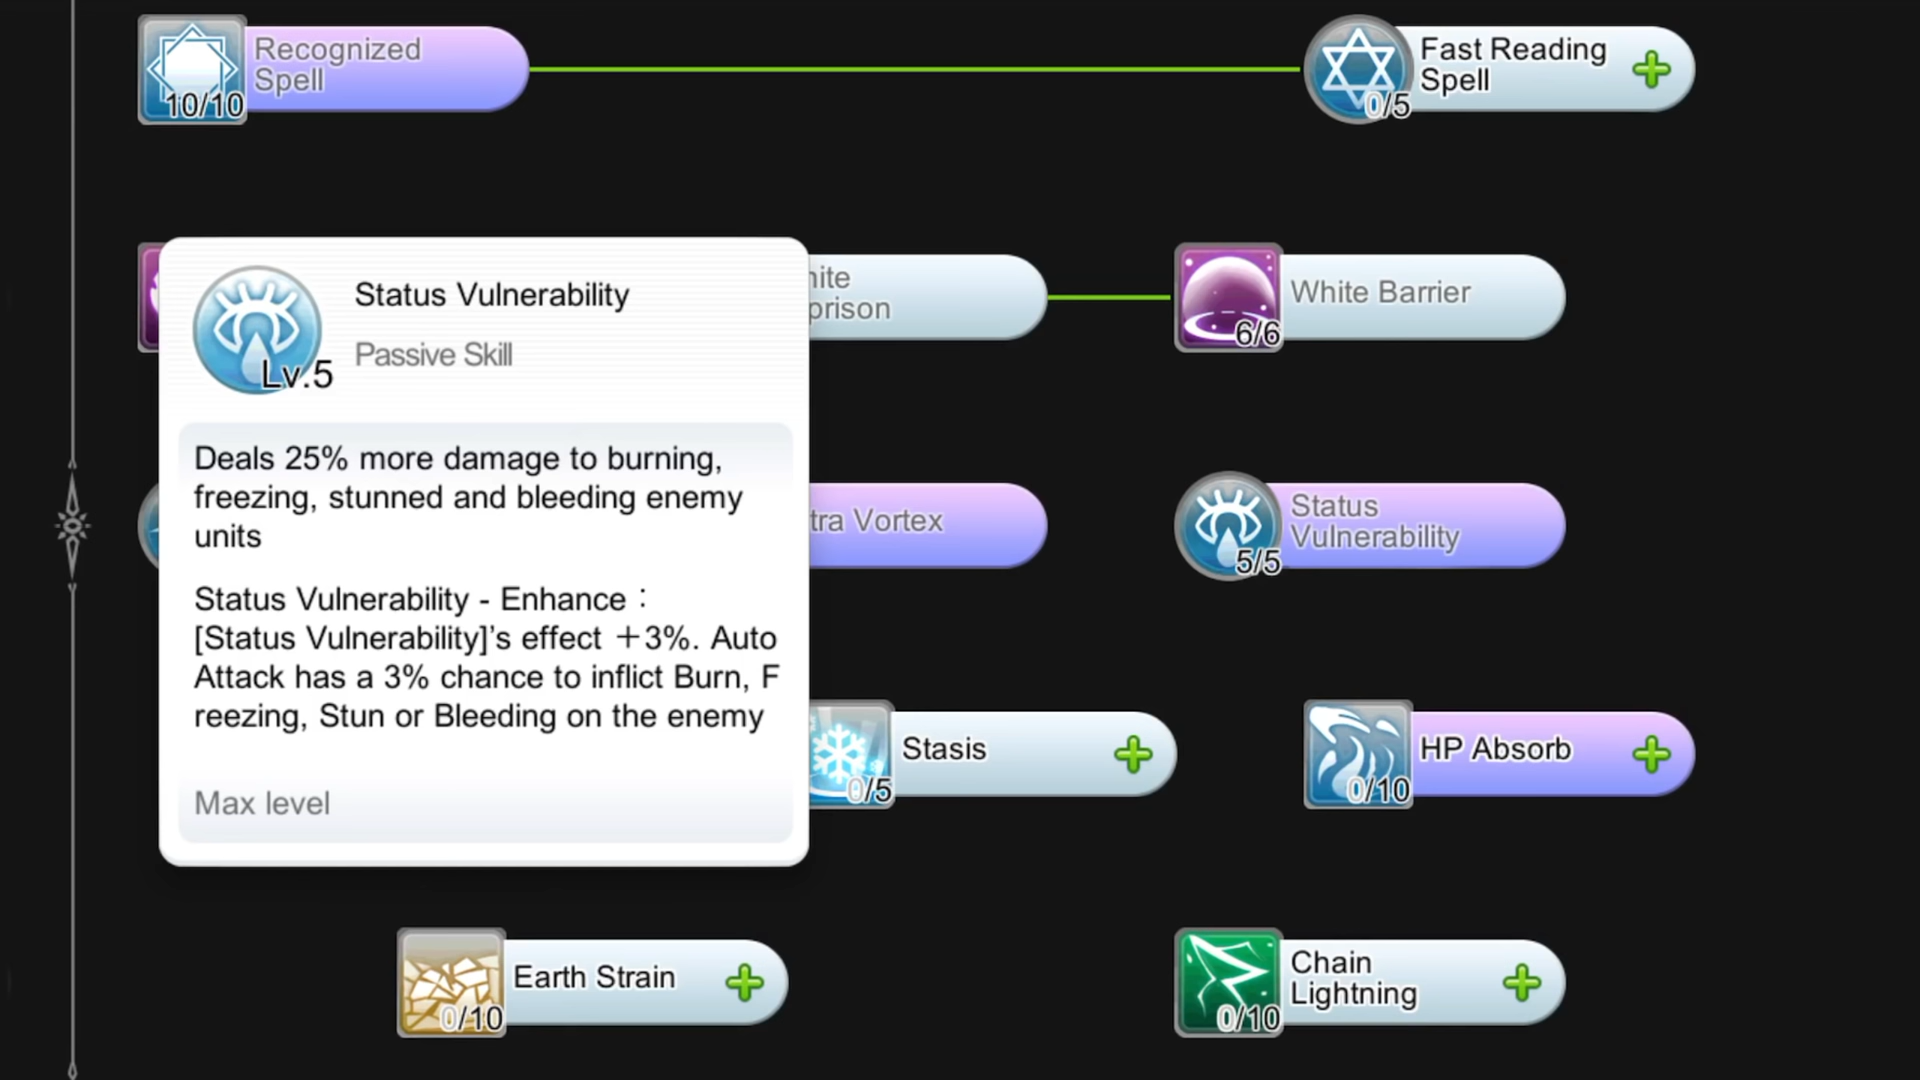 Recognized
Spell
10/10
Fast Reading
Spell
0/5
Status Vulnerability
Passive Skill
Lv.5
Deals 25% more damage to burning,
freezing, stunned and bleeding enemy
units
Status Vulnerability - Enhance：
[Status Vulnerability]'s effect ＋3%. Auto
Attack has a 3% chance to inflict Burn, F
reezing, Stun or Bleeding on the enemy
Max level
White Barrier
6/6
Vortex
Status
Vulnerability
5/5
Stasis
0/5
HP Absorb
0/10
Earth Strain
0/10
Chain
Lightning
0/10